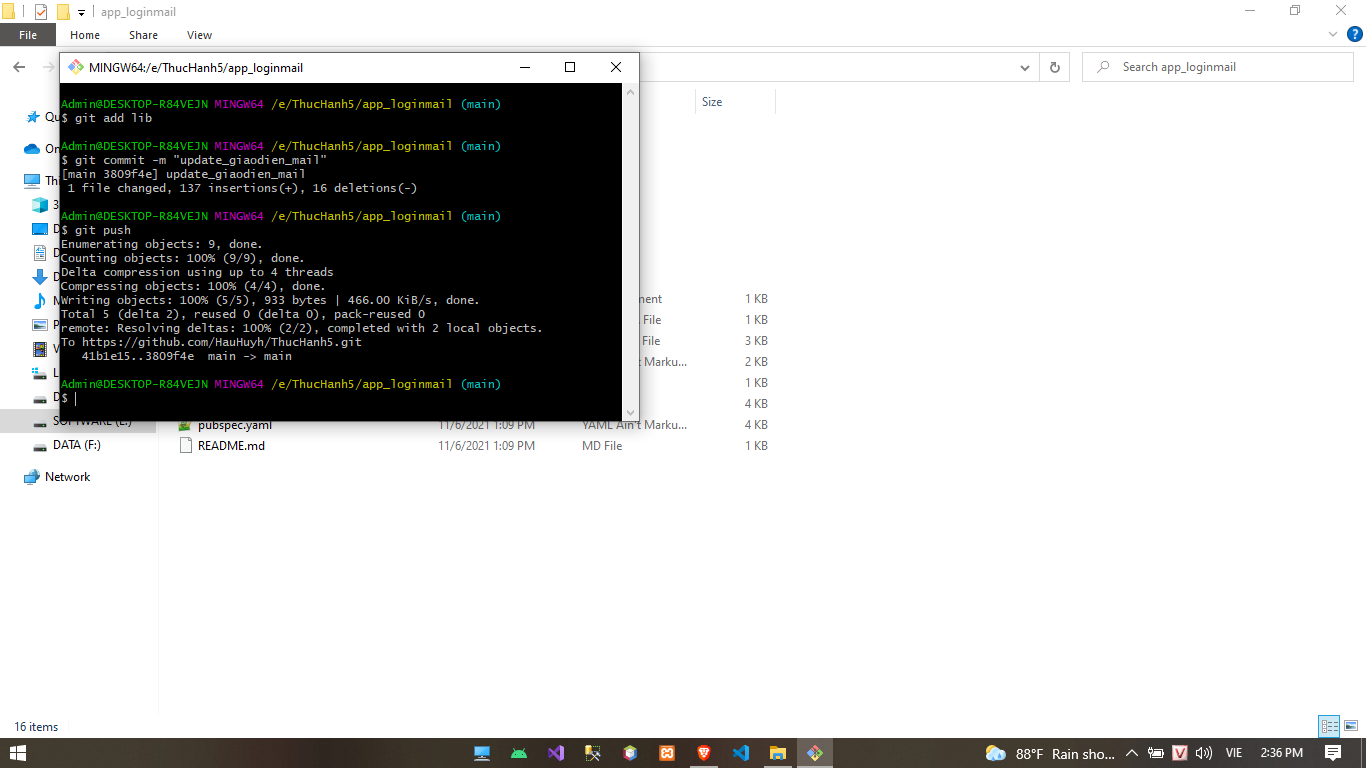 app_loginmail
File Home Share View
MINGW64:/e/ThucHanh5/app_loginmail
Search app_loginmail
Size
Admin@DESKTOP-R84VEJN MINGW64 /e/ThucHanh5/app_loginmail (main)
$ git add lib
Admin@DESKTOP-R84VEJN MINGW64 /e/ThucHanh5/app_loginmail (main)
$ git commit -m "update_giaodien_mail"
[main 3809f4e] update_giaodien_mail
1 file changed, 137 insertions(+), 16 deletions(-)
Admin@DESKTOP-R84VEJN MINGW64 /e/ThucHanh5/app_loginmail (main)
$ git push
Enumerating objects: 9, done.
Counting objects: 100% (9/9), done.
Delta compression using up to 4 threads
Compressing objects: 100% (4/4), done.
Writing objects: 100% (5/5), 933 bytes | 466.00 KiB/s, done.
Total 5 (delta 2), reused 0 (delta 0), pack-reused 0
remote: Resolving deltas: 100% (2/2), completed with 2 local objects.
To https://github.com/HauHuyh/ThucHanh5.git
41b1e15..3809f4e main -> main
Admin@DESKTOP-R84VEJN MINGW64 /e/ThucHanh5/app_loginmail (main)
$
1 KB
File 1 KB
File 3 KB
Marku... 2 KB
1 KB
4 KB
SOFTWARE (E:)
pubspec.yaml 11/6/2021 1:09 PM YAML Ain't Marku... 4 KB
README.md 11/6/2021 1:09 PM MD File 1 KB
DATA (F:)
Network
16 items
88°F Rain sho... VIE 2:36 PM